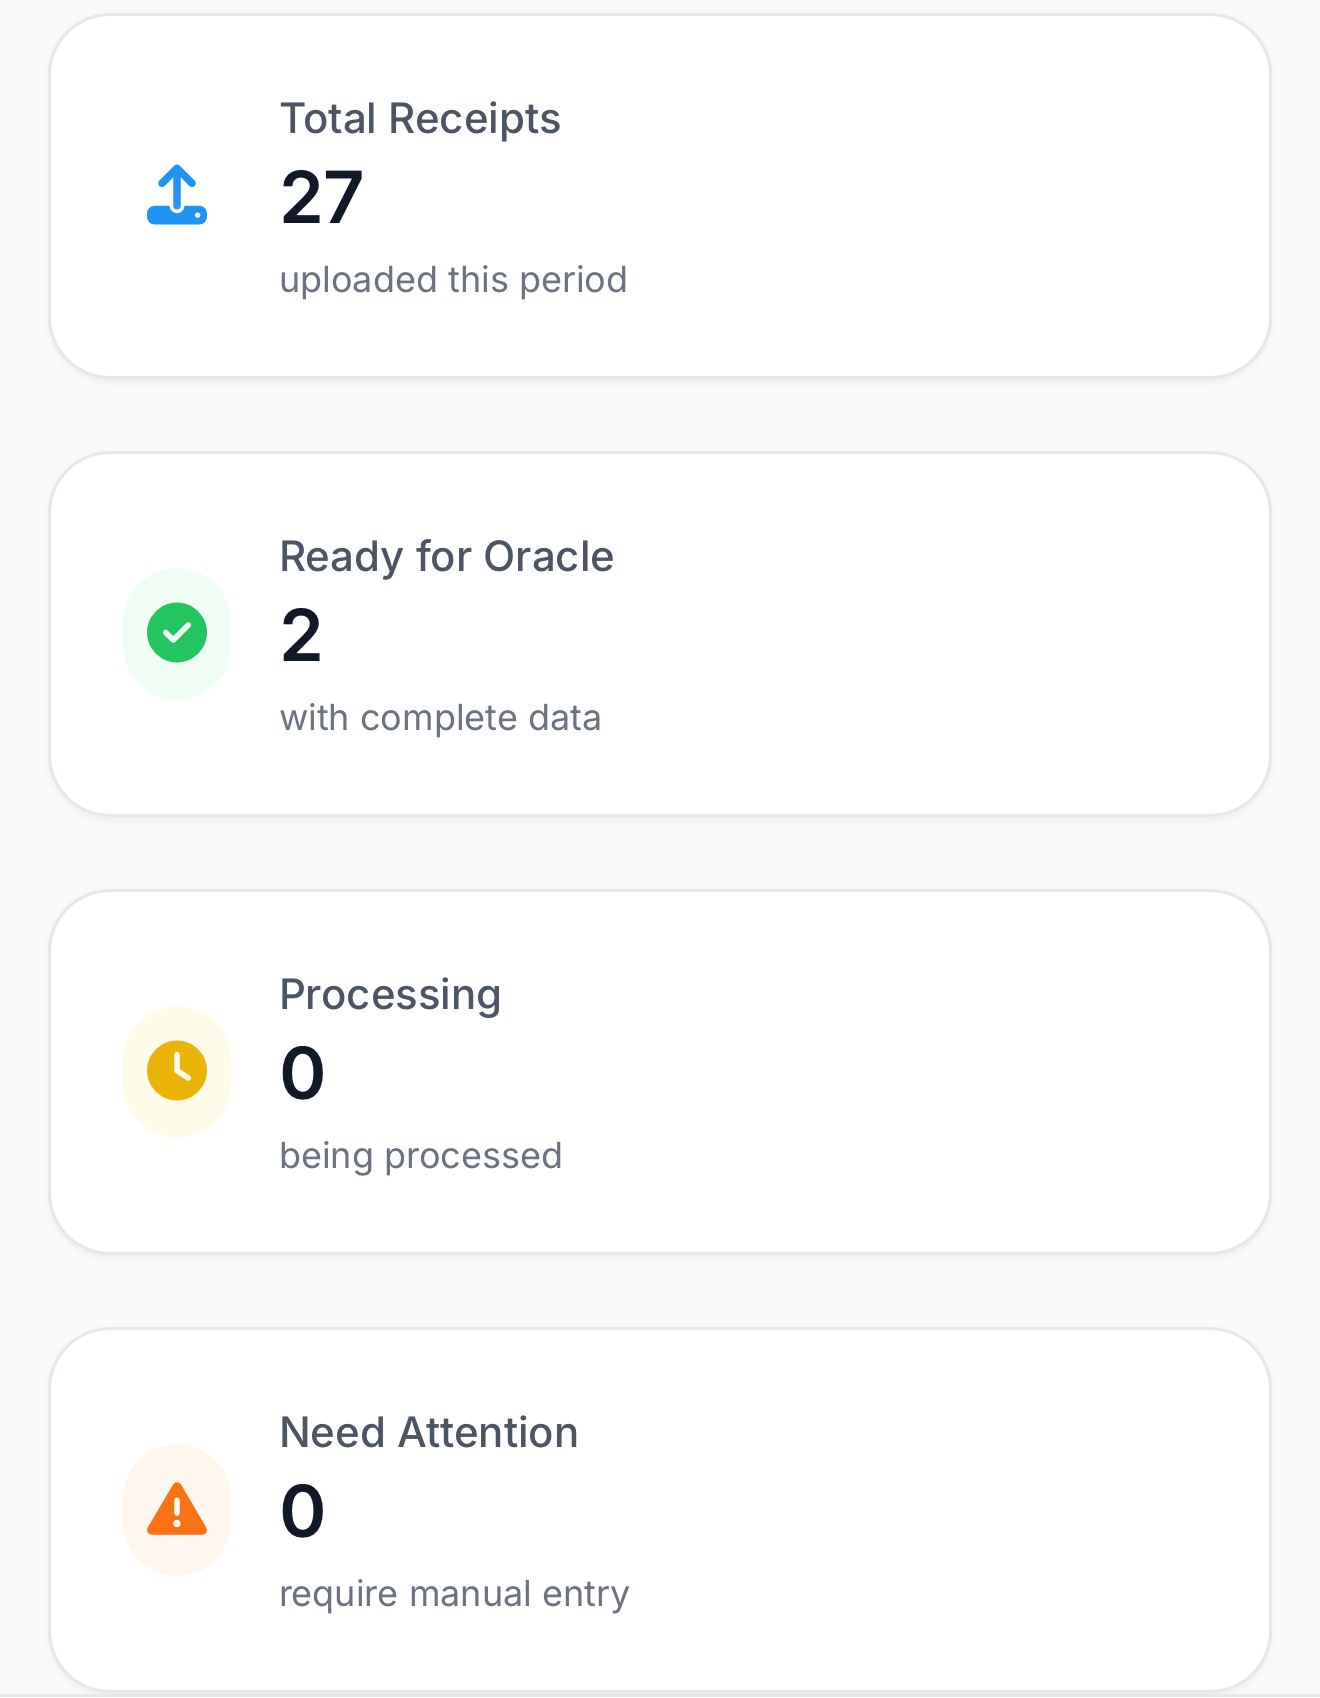 Total Receipts
27
uploaded this period
Ready for Oracle
2
with complete data
Processing
0
being processed
Need Attention
0
require manual entry